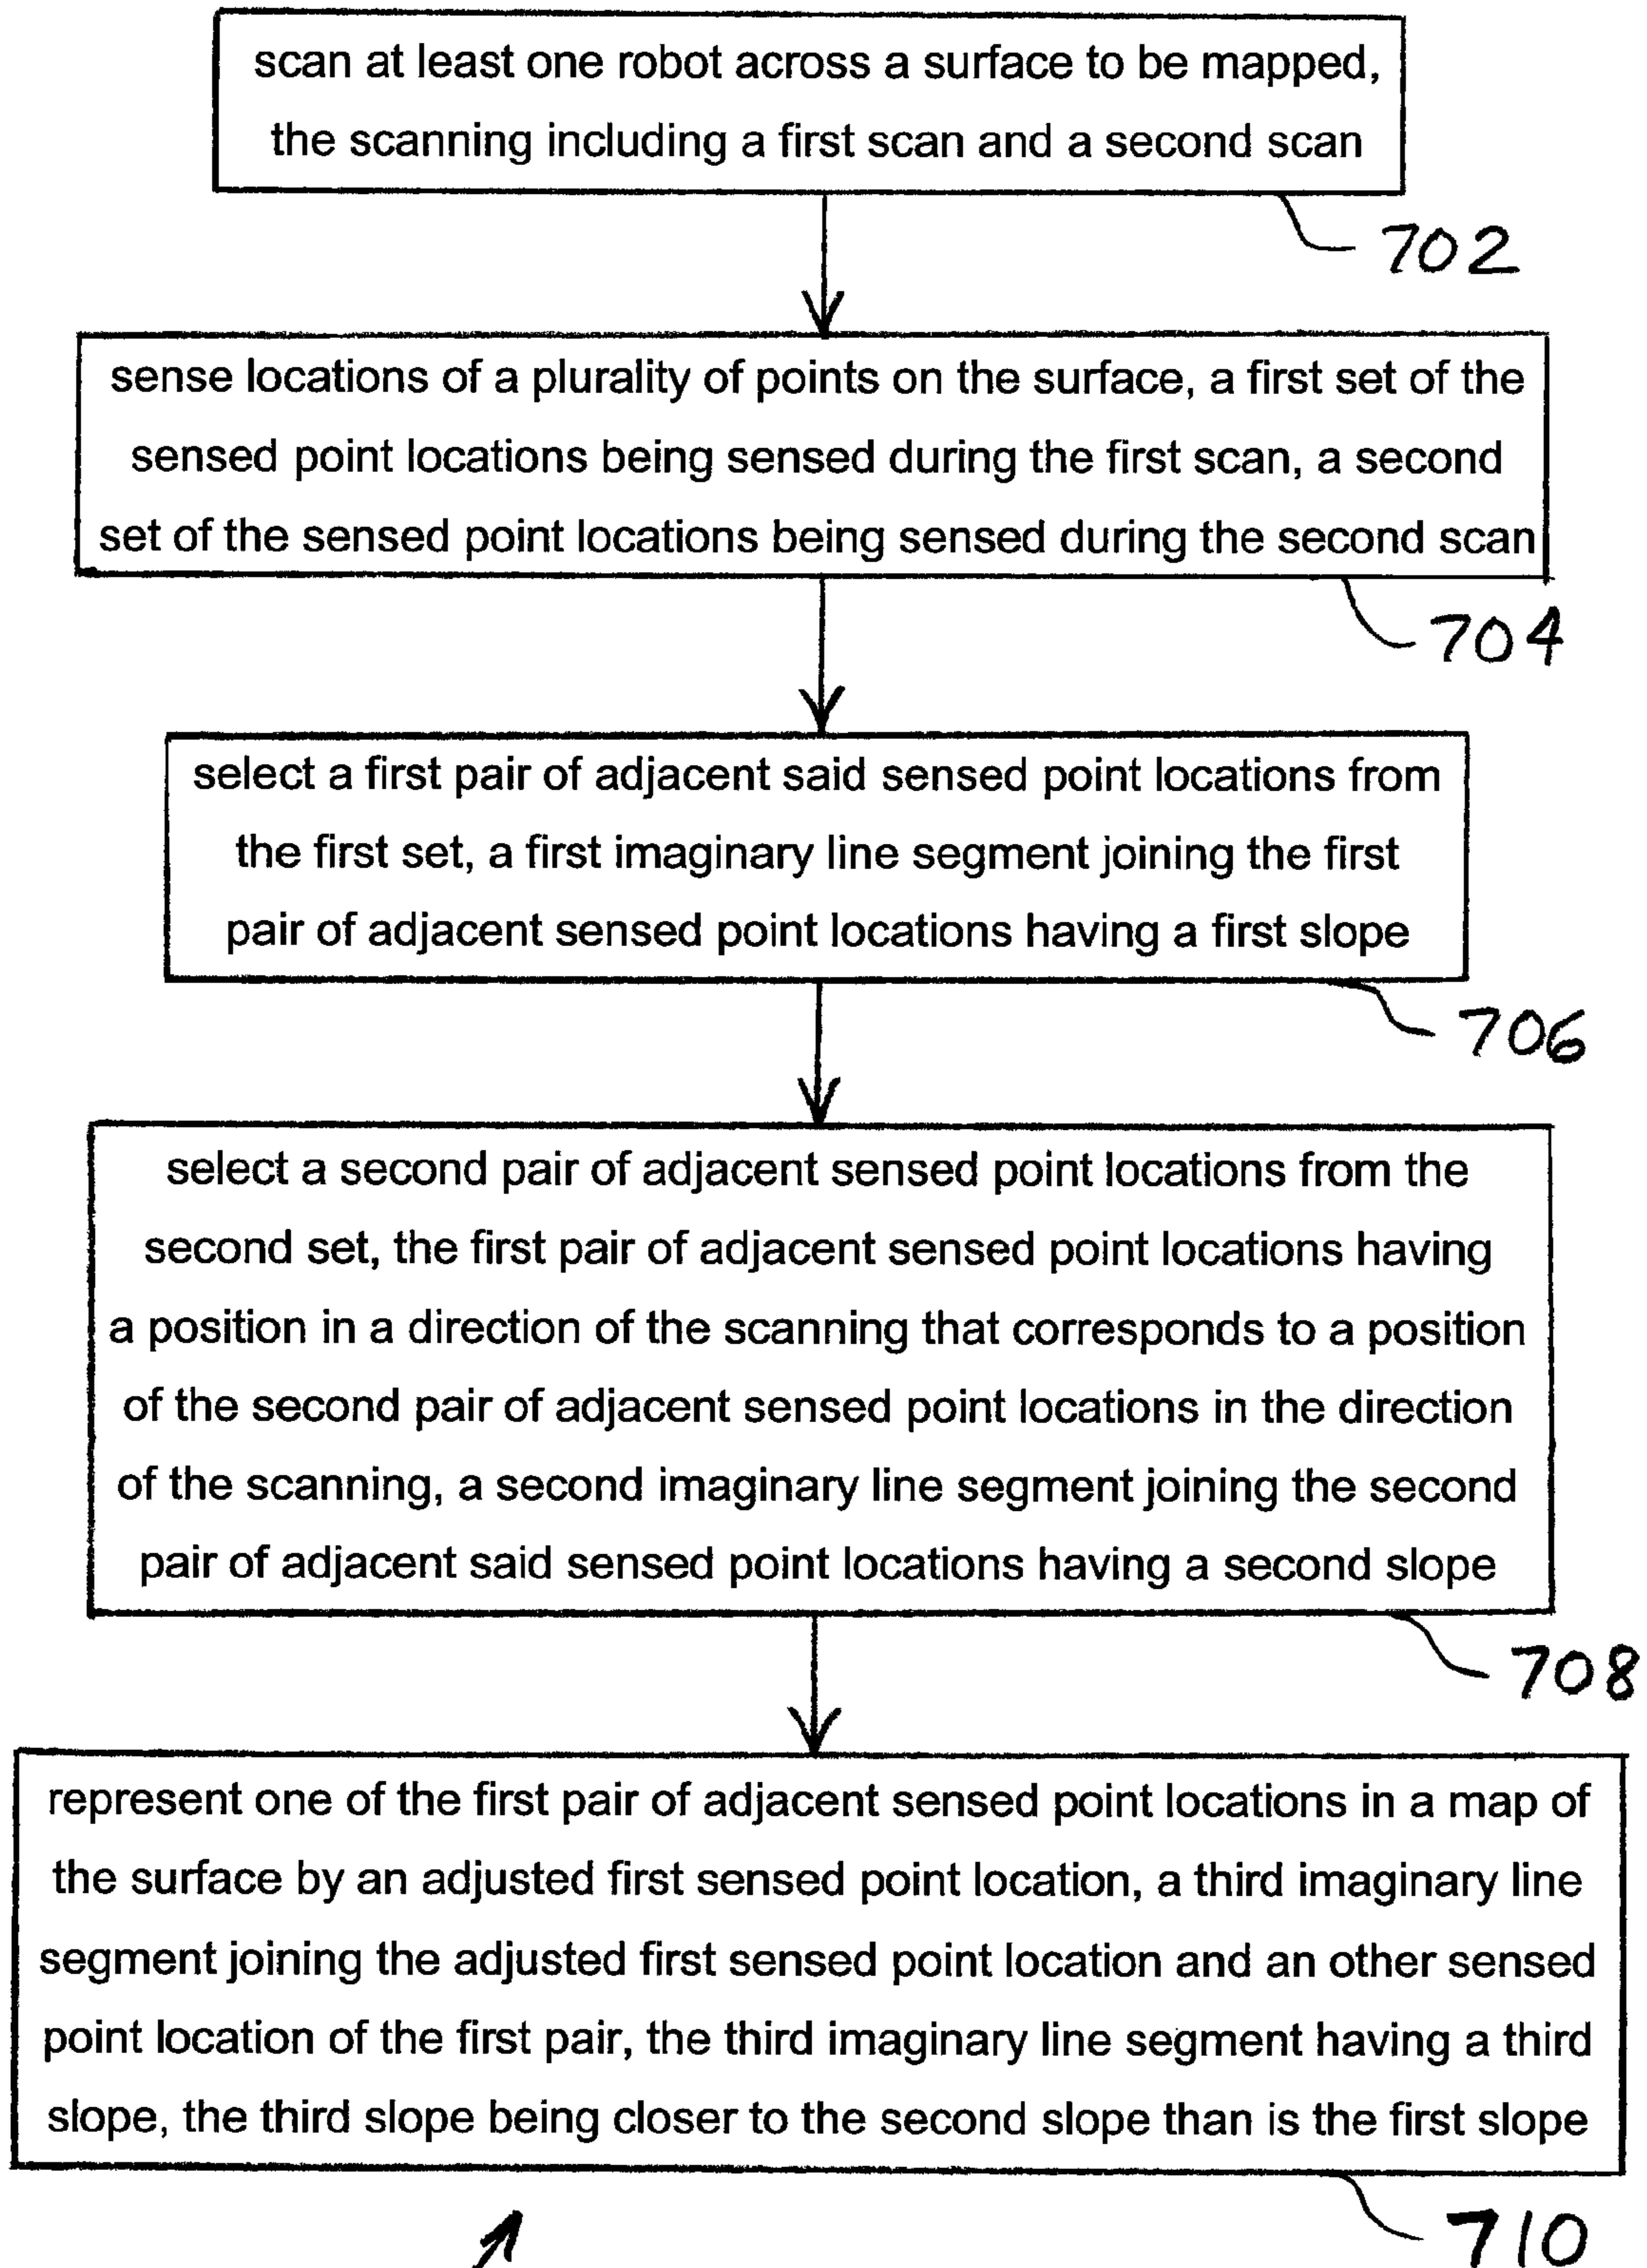 scan at least one robot across a surface to be mapped,
the scanning including a first scan and a second scan
702
sense locations of a plurality of points on the surface, a first set of the
sensed point locations being sensed during the first scan, a second
set of the sensed point locations being sensed during the second scan
704
select a first pair of adjacent said sensed point locations from
the first set, a first imaginary line segment joining the first
pair of adjacent sensed point locations having a first slope
706
select a second pair of adjacent sensed point locations from the
second set, the first pair of adjacent sensed point locations having
a position in a direction of the scanning that corresponds to a position
of the second pair of adjacent sensed point locations in the direction
of the scanning, a second imaginary line segment joining the second
pair of adjacent said sensed point locations having a second slope
708
represent one of the first pair of adjacent sensed point locations in a map of
the surface by an adjusted first sensed point location, a third imaginary line
segment joining the adjusted first sensed point location and an other sensed
point location of the first pair, the third imaginary line segment having a third
slope, the third slope being closer to the second slope than is the first slope
710